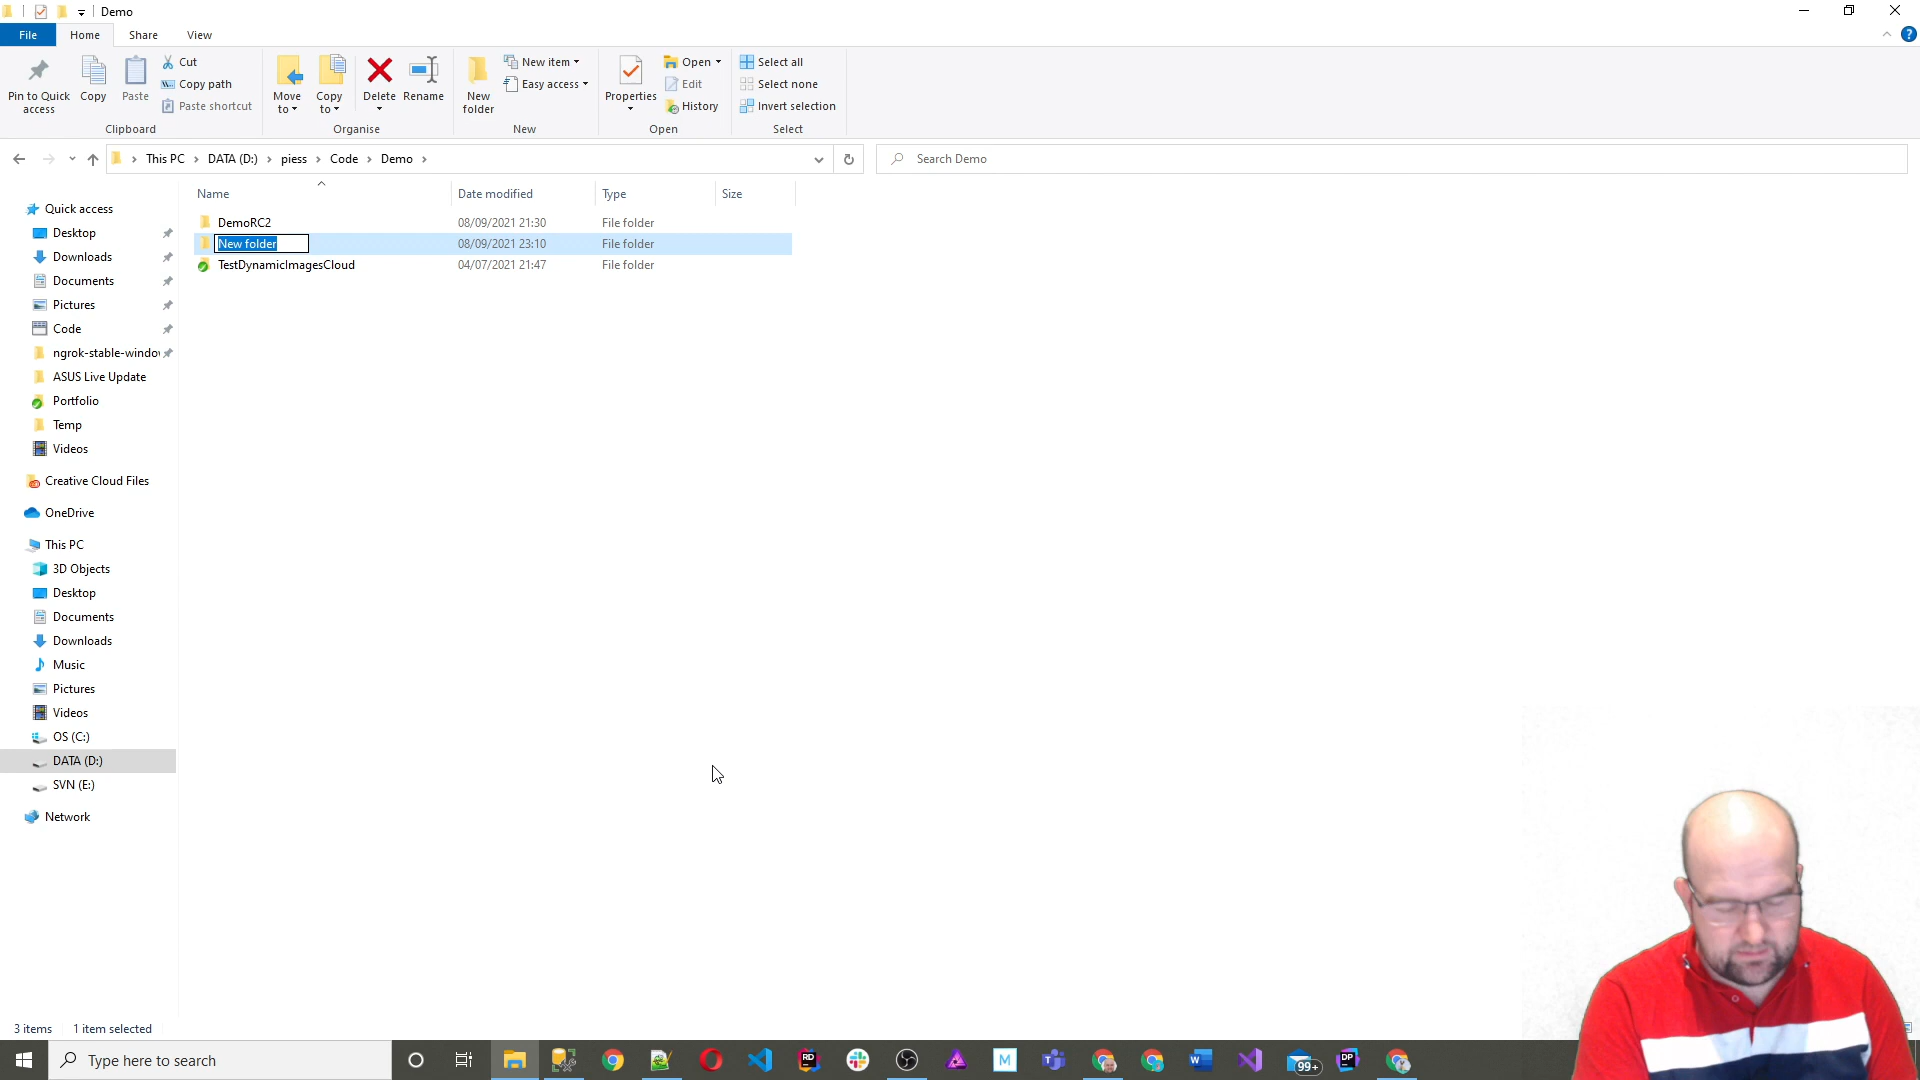 Demo
File Home Share View
Pin to Quick access
Copy
Paste
Cut
Copy path
Paste shortcut
Clipboard
Move to
Copy to
Delete
Rename
Organise
New folder
New item
Easy access
New
Properties
Open
Edit
History
Open
Select all
Select none
Invert selection
Select
This PC > DATA (D:) > piess > Code > Demo >
Search Demo
Name Date modified Type Size
DemoRC2 08/09/2021 21:30 File folder
New folder 08/09/2021 23:10 File folder
TestDynamicImagesCloud 04/07/2021 21:47 File folder
Quick access
Desktop
Downloads
Documents
Pictures
Code
ngrok-stable-windo
ASUS Live Update
Portfolio
Temp
Videos
Creative Cloud Files
OneDrive
This PC
3D Objects
Desktop
Documents
Downloads
Music
Pictures
Videos
OS (C:)
DATA (D:)
SVN (E:)
Network
3 items 1 item selected
Type here to search
RD
M
W
99+
DP